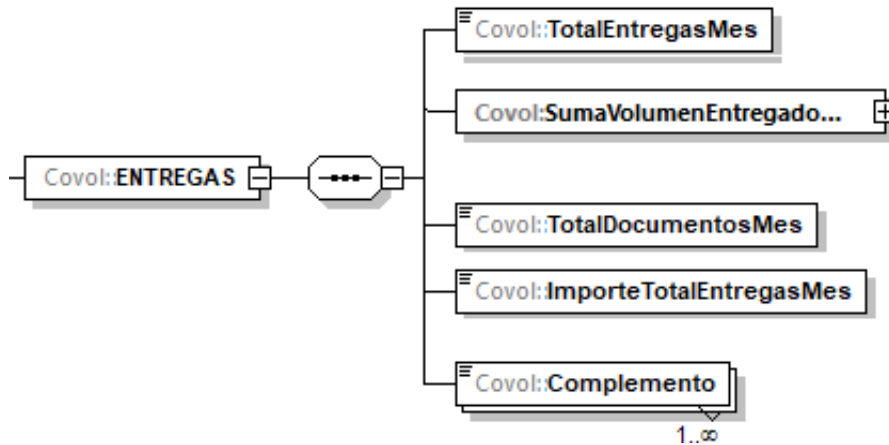 Covol::TotalEntregasMes
Covol:SumaVolumenEntregado...
Covol::ENTREGAS
Covol::TotalDocumentosMes
Covol::ImporteTotalEntregasMes
Covol::Complemento
1..∞